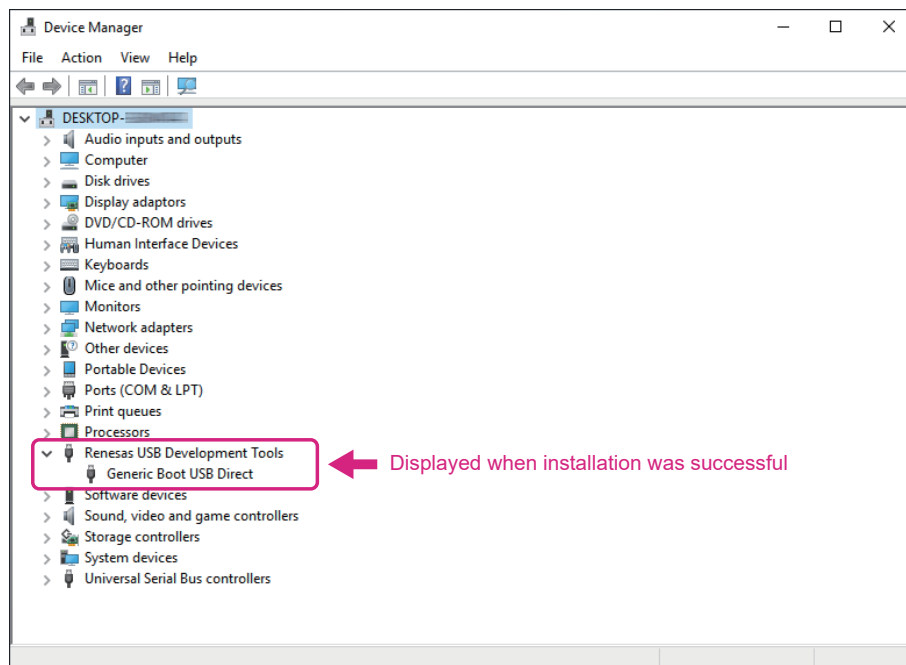 Device Manager
File Action View Help
DESKTOP-
Audio inputs and outputs
Computer
Disk drives
Display adaptors
DVD/CD-ROM drives
Human Interface Devices
Keyboards
Mice and other pointing devices
Monitors
Network adapters
Other devices
Portable Devices
Ports (COM & LPT)
Print queues
Processors
Renesas USB Development Tools
Displayed when installation was successful
Generic Boot USB Direct
Software devices
Sound, video and game controllers
Storage controllers
System devices
Universal Serial Bus controllers